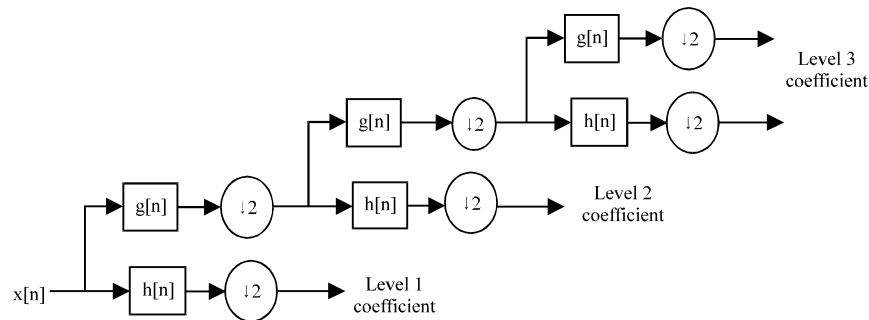 g[n]
↓2
Level 3
coefficient
g[n]
↓2
h[n]
↓2
g[n]
↓2
h[n]
↓2
Level 2
coefficient
x[n]
h[n]
↓2
Level 1
coefficient